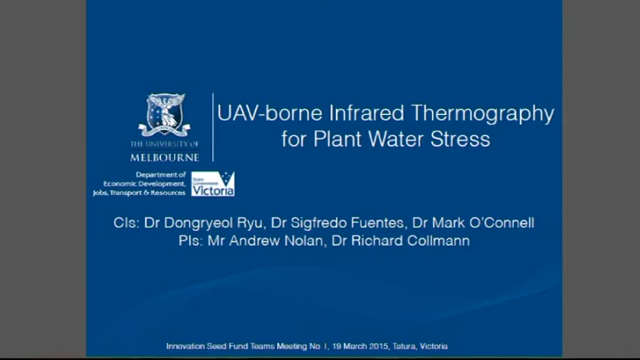 UAV-borne Infrared Thermography
for Plant Water Stress
THE UNIVERSITY OF
MELBOURNE
Department of
Economic Development,
Jobs, Transport & Resources
State
Government
Victoria
CIs: Dr Dongryeol Ryu, Dr Sigfredo Fuentes, Dr Mark O'Connell
PIs: Mr Andrew Nolan, Dr Richard Collmann
Innovation Seed Fund Teams Meeting No 1, 19 March 2015, Tatura, Victoria